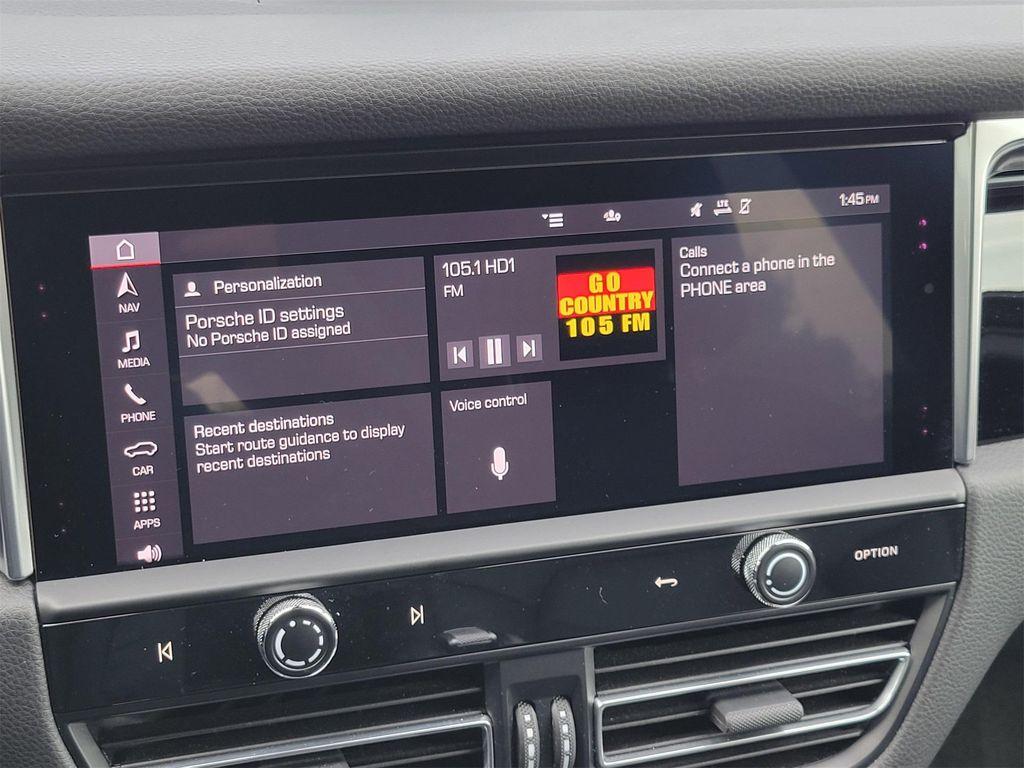 1:45 PM
LTE
NAV
MEDIA
PHONE
CAR
APPS
Personalization
Porsche ID settings
No Porsche ID assigned
Recent destinations
Start route guidance to display
recent destinations
105.1 HD1
FM
GO
COUNTRY
105 FM
Voice control
Calls
Connect a phone in the
PHONE area
OPTION